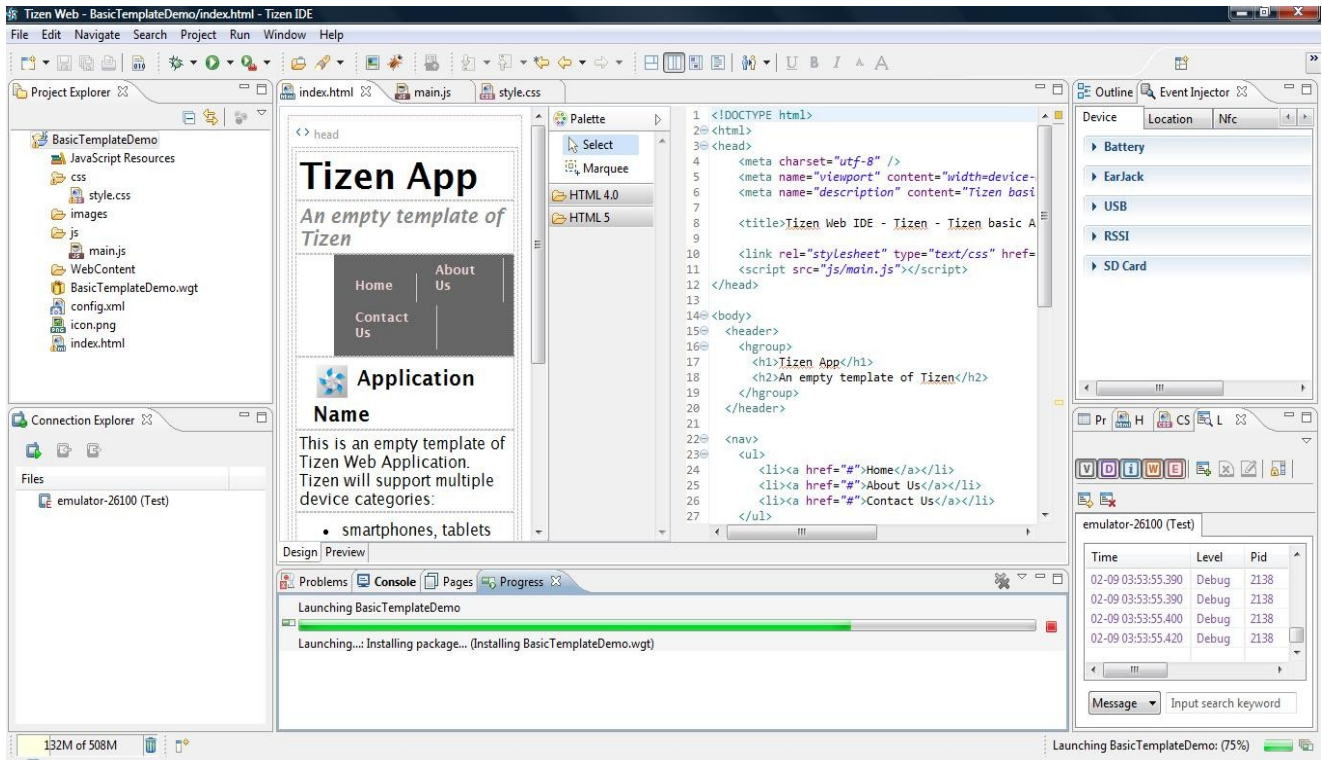 Tizen Web - BasicTemplateDemo/index.html - Tizen IDE
File Edit Navigate Search Project Run Window Help
Project Explorer
BasicTemplateDemo
JavaScript Resources
css
style.css
images
js
main.js
WebContent
BasicTemplateDemo.wgt
config.xml
icon.png
index.html
Connection Explorer
Files
emulator-26100 (Test)
index.html main.js style.css
head
Tizen App
An empty template of
Tizen
Home About
Us
Contact
Us
Application
Name
This is an empty template of
Tizen Web Application.
Tizen will support multiple
device categories:
• smartphones, tablets
Design Preview
Palette
Select
Marquee
HTML 4.0
HTML 5
1 <!DOCTYPE html>
2 <html>
3 <head>
4 <meta charset="utf-8" />
5 <meta name="viewport" content="width=device-
6 <meta name="description" content="Tizen basi
7
8 <title>Tizen Web IDE - Tizen - Tizen basic A
9
10 <link rel="stylesheet" type="text/css" href=
11 <script src="js/main.js"></script>
12 </head>
13
14 <body>
15 <header>
16 <hgroup>
17 <h1>Tizen App</h1>
18 <h2>An empty template of Tizen</h2>
19 </hgroup>
20 </header>
21
22 <nav>
23 <ul>
24 <li><a href="#">Home</a></li>
25 <li><a href="#">About Us</a></li>
26 <li><a href="#">Contact Us</a></li>
27 </ul>
Problems Console Pages Progress
Launching BasicTemplateDemo
Launching...: Installing package... (Installing BasicTemplateDemo.wgt)
Outline Event Injector
Device Location Nfc
Battery
EarJack
USB
RSSI
SD Card
Pr H CS L
V D i W E
emulator-26100 (Test)
Time Level Pid
02-09 03:53:55.390 Debug 2138
02-09 03:53:55.390 Debug 2138
02-09 03:53:55.400 Debug 2138
02-09 03:53:55.420 Debug 2138
Message Input search keyword
132M of 508M
Launching BasicTemplateDemo: (75%)